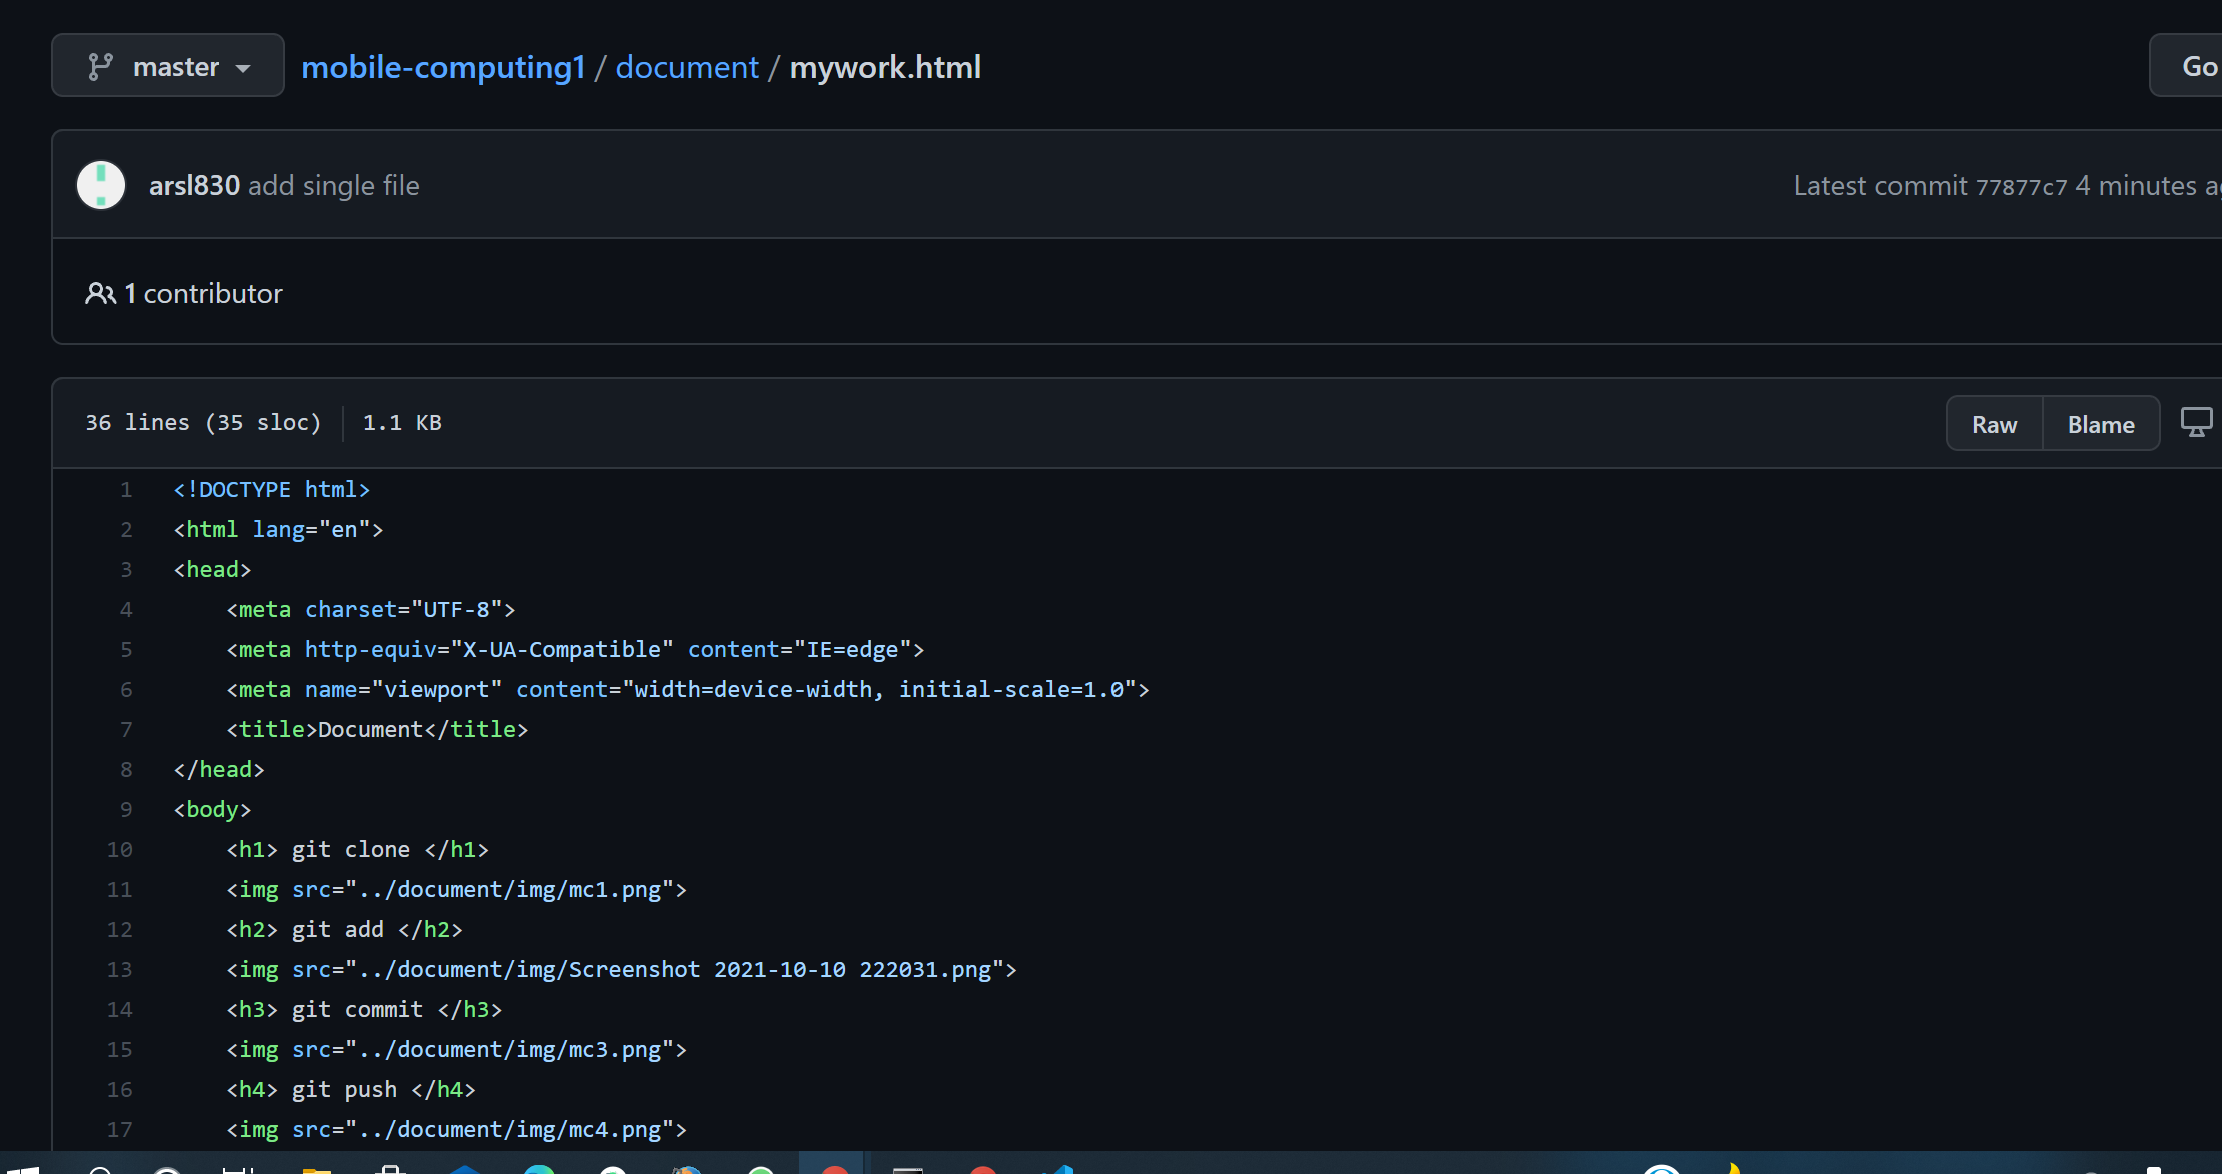 master mobile-computing1 / document / mywork.html Go
arsl830 add single file Latest commit 77877c7 4 minutes
1 contributor
36 lines (35 sloc) 1.1 KB Raw Blame
1 <!DOCTYPE html>
2 <html lang="en">
3 <head>
4     <meta charset="UTF-8">
5     <meta http-equiv="X-UA-Compatible" content="IE=edge">
6     <meta name="viewport" content="width=device-width, initial-scale=1.0">
7     <title>Document</title>
8 </head>
9 <body>
10     <h1> git clone </h1>
11     <img src="../document/img/mc1.png">
12     <h2> git add </h2>
13     <img src="../document/img/Screenshot 2021-10-10 222031.png">
14     <h3> git commit </h3>
15     <img src="../document/img/mc3.png">
16     <h4> git push </h4>
17     <img src="../document/img/mc4.png">